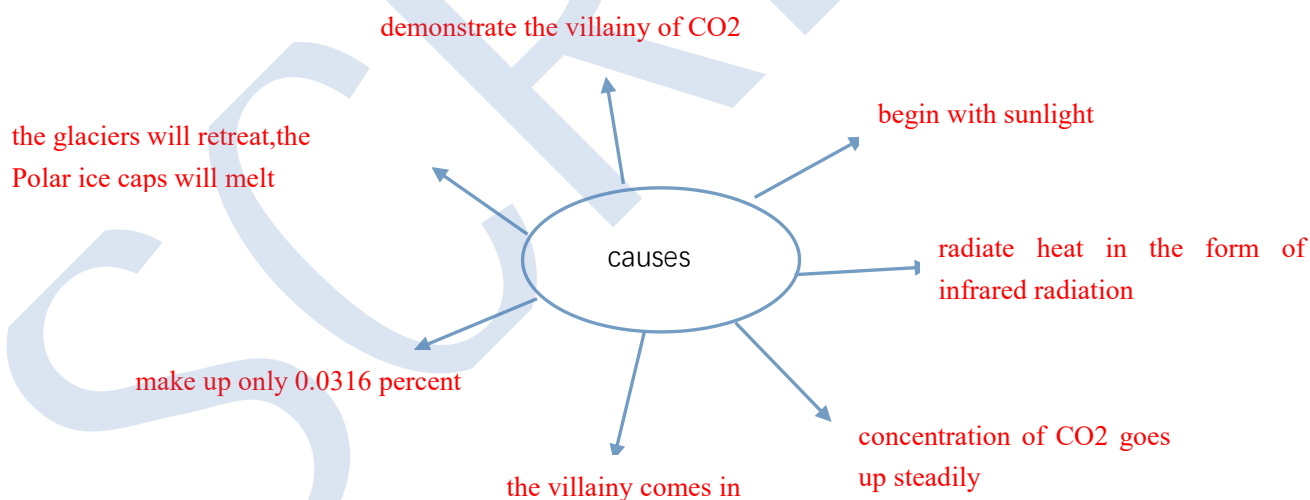 demonstrate the villainy of CO2
begin with sunlight
the glaciers will retreat,the
Polar ice caps will melt
causes
radiate heat in the form of
infrared radiation
make up only 0.0316 percent
concentration of CO2 goes
up steadily
the villainy comes in